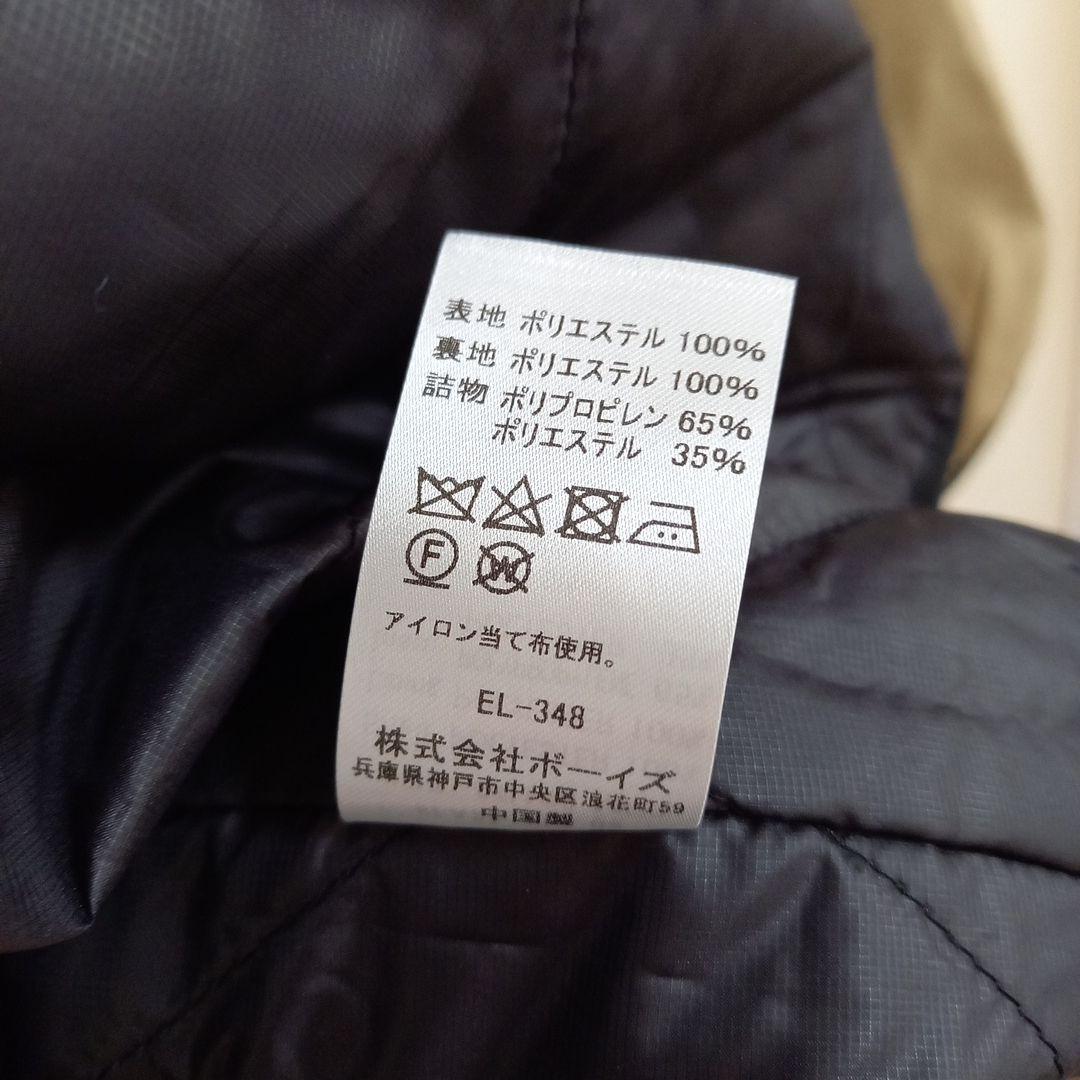 表地 ポリエステル 100%
裏地 ポリエステル 100%
詰物 ポリプロピレン 65%
ポリエステル 35%
F W
アイロン当て布使用。
EL-348
株式会社ボーイズ
兵庫県神戸市中央区浪花町59
中国製